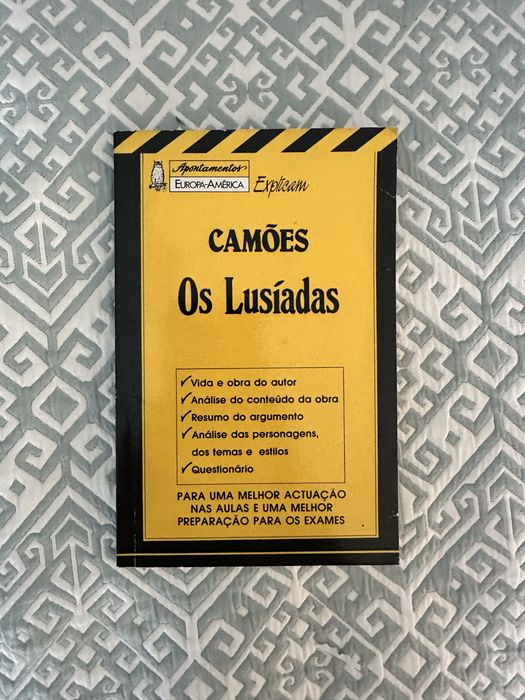 Apontamentos
EUROPA-AMÉRICA Explicam
CAMÕES
Os Lusíadas
✓Vida e obra do autor
✓Análise do conteúdo da obra
✓Resumo do argumento
✓Análise das personagens,
dos temas e estilos
✓Questionário
PARA UMA MELHOR ACTUAÇÃO
NAS AULAS E UMA MELHOR
PREPARAÇÃO PARA OS EXAMES